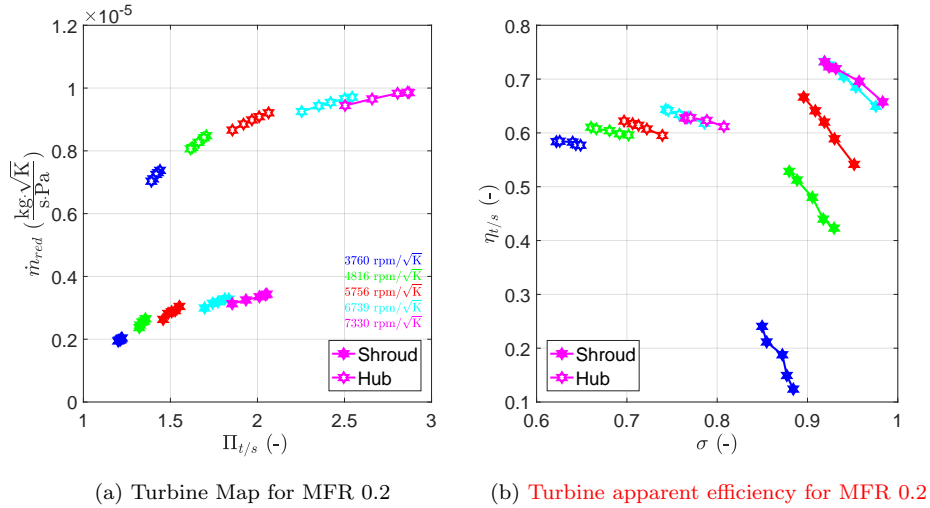 ×10⁻⁵
1.2
1
0.8
0.6
0.4
0.2
0
ṁ_red (kg·√K / s·Pa)
3760 rpm/√K
4816 rpm/√K
5756 rpm/√K
6739 rpm/√K
7330 rpm/√K
Shroud
Hub
1 1.5 2 2.5 3
Π_t/s (-)
(a) Turbine Map for MFR 0.2
0.8
0.7
0.6
0.5
0.4
0.3
0.2
0.1
η_t/s (-)
Shroud
Hub
0.6 0.7 0.8 0.9 1
σ (-)
(b) Turbine apparent efficiency for MFR 0.2